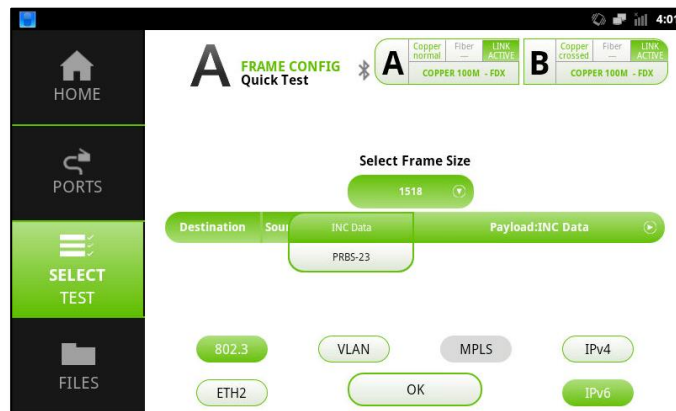 4:01
HOME
PORTS
SELECT
TEST
FILES
A FRAME CONFIG
Quick Test
A Copper normal Fiber — LINK ACTIVE
COPPER 100M - FDX
B Copper crossed Fiber — LINK ACTIVE
COPPER 100M - FDX
Select Frame Size
1518
Destination INC Data Payload:INC Data
PRBS-23
802.3 VLAN MPLS IPv4
ETH2 OK IPv6